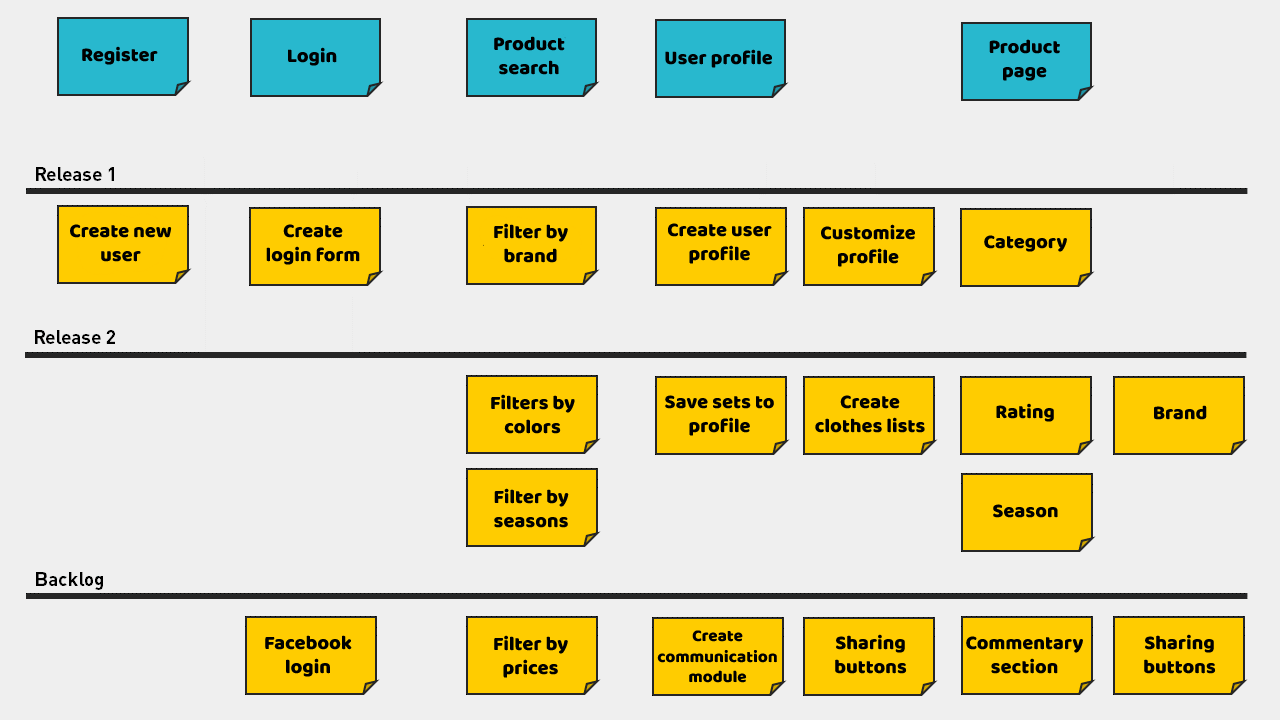 Register
Login
Product
search
User profile
Product
page
Release 1
Create new
user
Create
login form
Filter by
brand
Create user
profile
Customize
profile
Category
Release 2
Filters by
colors
Save sets to
profile
Create
clothes lists
Rating
Brand
Filter by
seasons
Season
Backlog
Facebook
login
Filter by
prices
Create
communication
module
Sharing
buttons
Commentary
section
Sharing
buttons